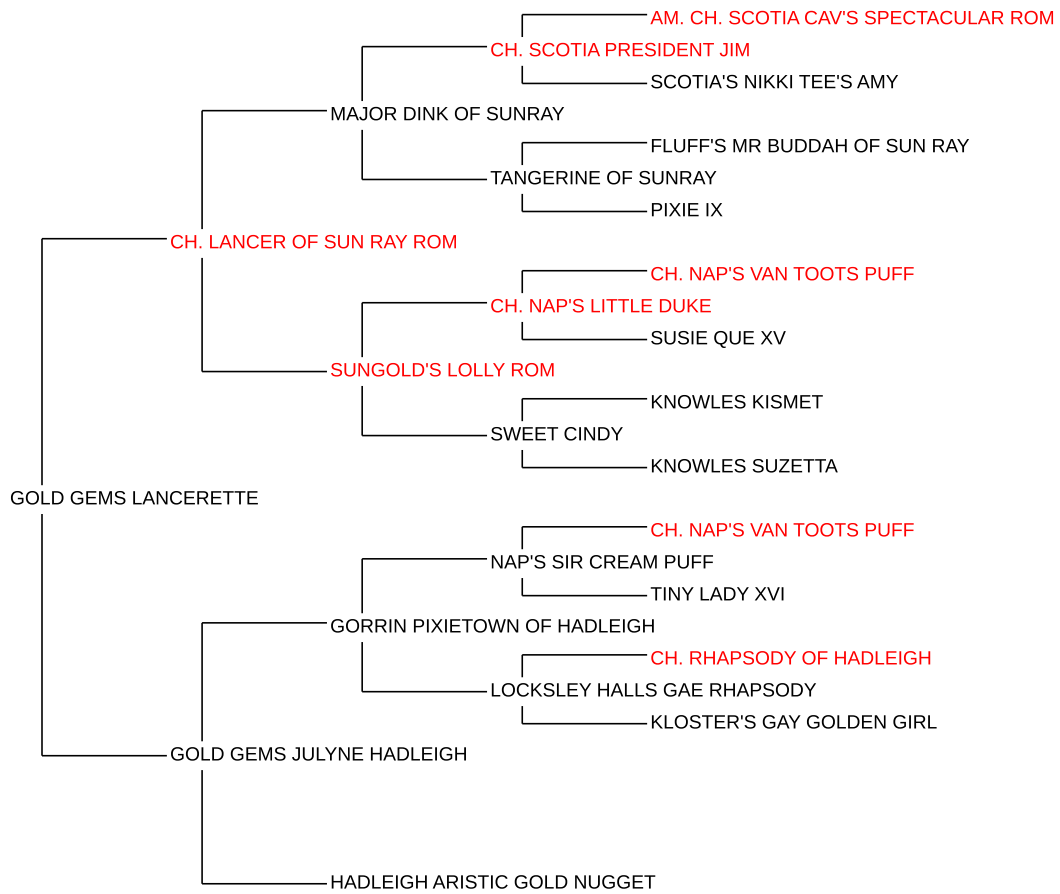 AM. CH. SCOTIA CAV'S SPECTACULAR ROM
CH. SCOTIA PRESIDENT JIM
SCOTIA'S NIKKI TEE'S AMY
MAJOR DINK OF SUNRAY
FLUFF'S MR BUDDAH OF SUN RAY
TANGERINE OF SUNRAY
PIXIE IX
CH. LANCER OF SUN RAY ROM
CH. NAP'S VAN TOOTS PUFF
CH. NAP'S LITTLE DUKE
SUSIE QUE XV
SUNGOLD'S LOLLY ROM
KNOWLES KISMET
SWEET CINDY
KNOWLES SUZETTA
GOLD GEMS LANCERETTE
CH. NAP'S VAN TOOTS PUFF
NAP'S SIR CREAM PUFF
TINY LADY XVI
GORRIN PIXIETOWN OF HADLEIGH
CH. RHAPSODY OF HADLEIGH
LOCKSLEY HALLS GAE RHAPSODY
KLOSTER'S GAY GOLDEN GIRL
GOLD GEMS JULYNE HADLEIGH
HADLEIGH ARISTIC GOLD NUGGET